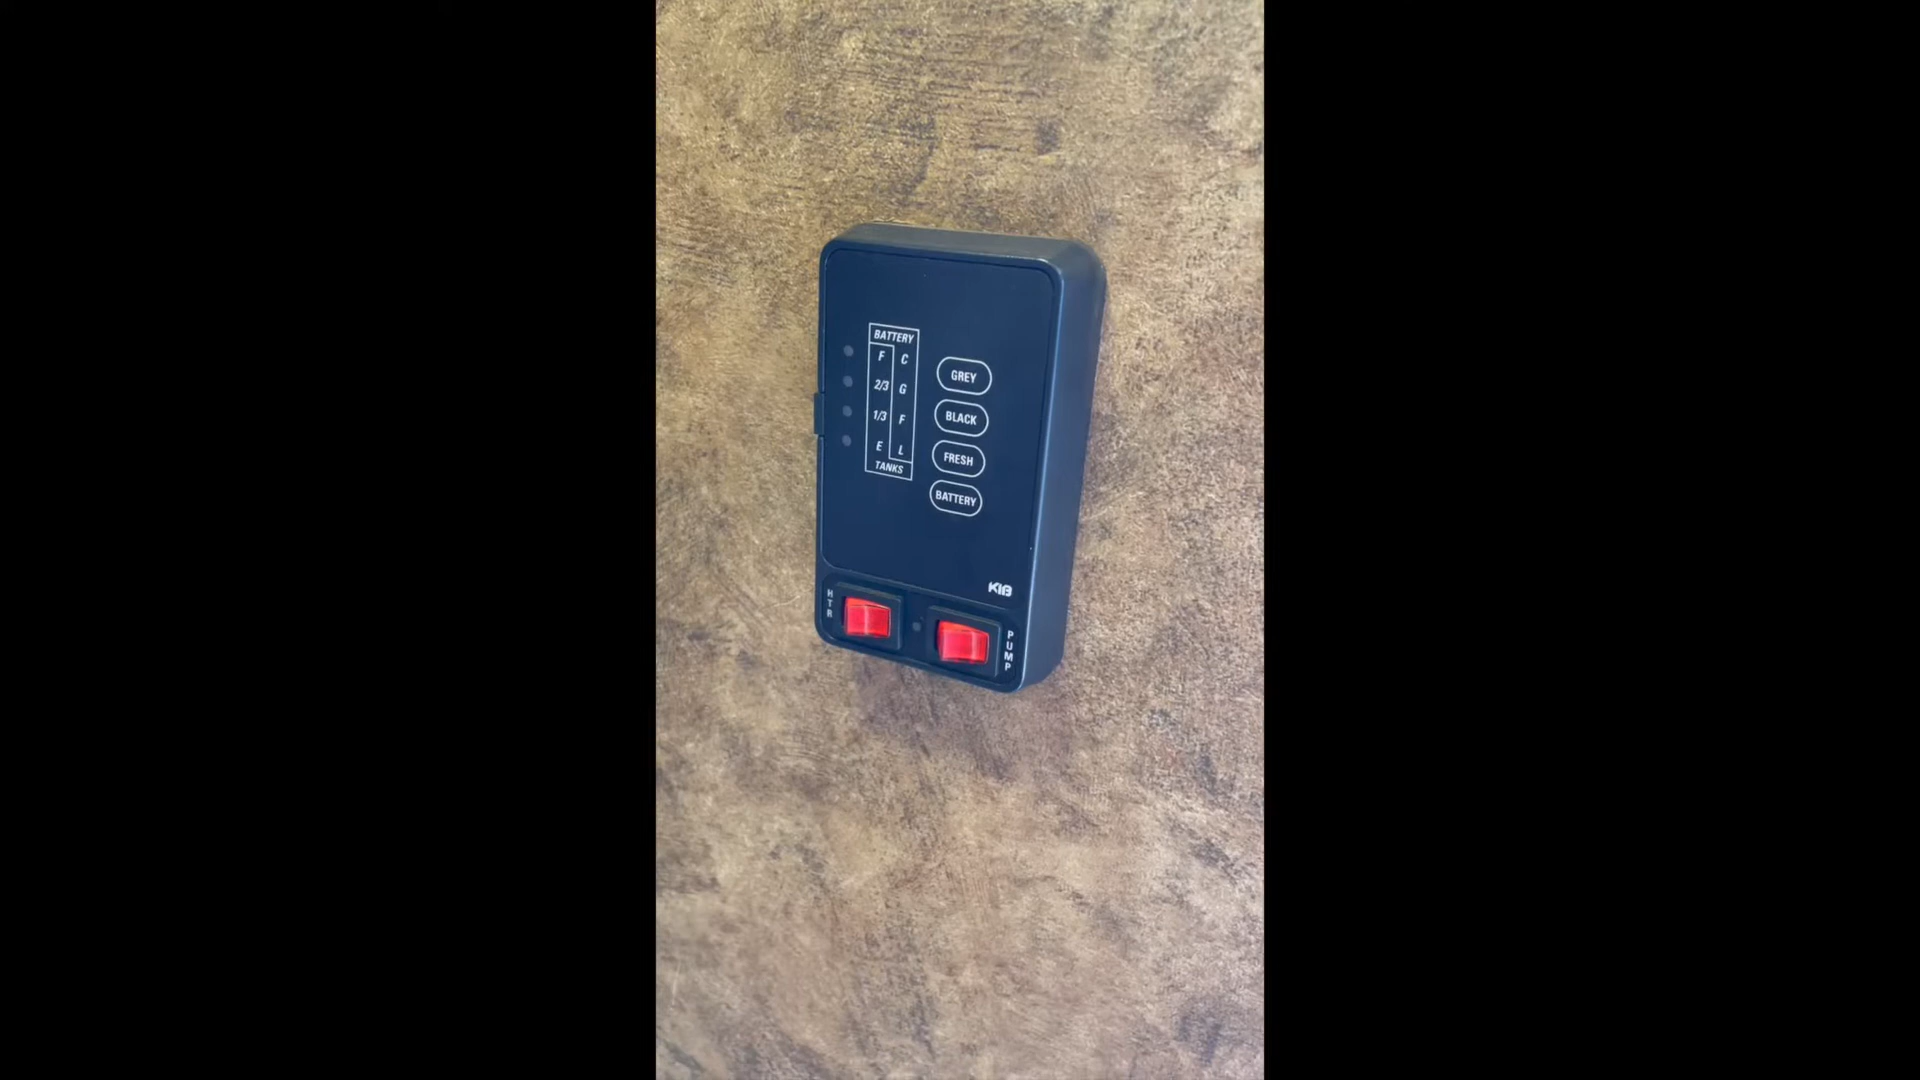 BATTERY
F C
2/3 G
1/3 F
E L
TANKS
GREY
BLACK
FRESH
BATTERY
KIB
HTR
PUMP